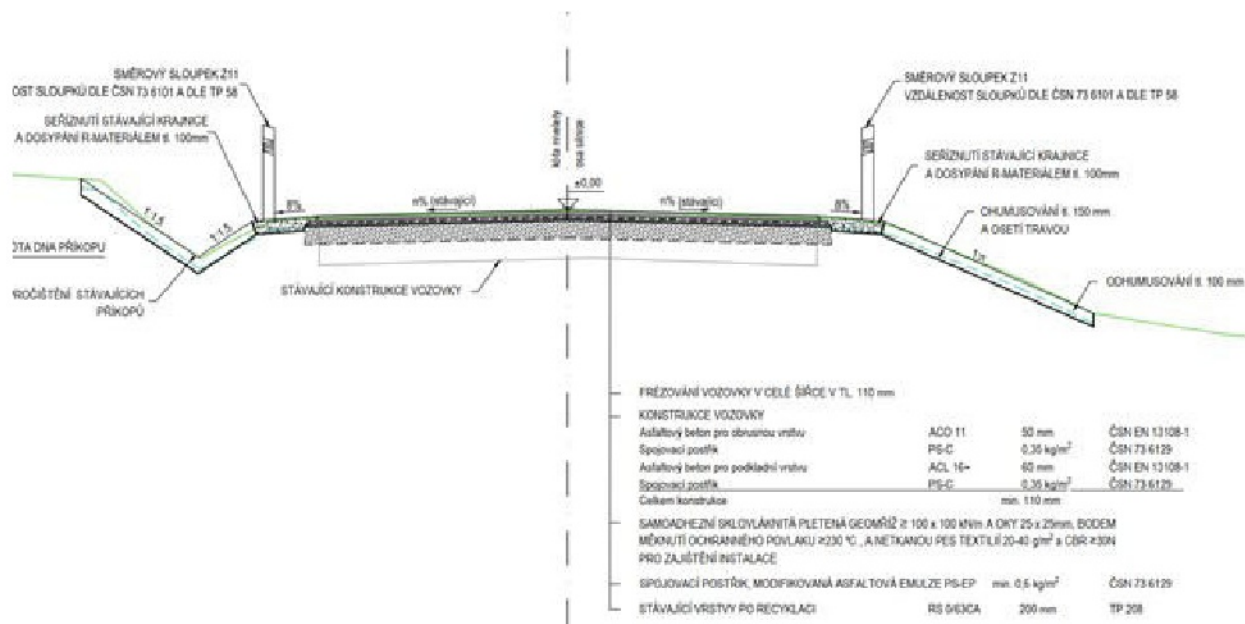 SMĚROVÝ SLOUPEK Z11
OST SLOUPKŮ DLE ČSN 73 6101 A DLE TP 58
SEŘÍZNUTÍ STÁVAJÍCÍ KRAJNICE
A DOSYPÁNÍ R-MATERIÁLEM tl. 100mm
SMĚROVÝ SLOUPEK Z11
VZDÁLENOST SLOUPKŮ DLE ČSN 73 6101 A DLE TP 58
SEŘÍZNUTÍ STÁVAJÍCÍ KRAJNICE
A DOSYPÁNÍ R-MATERIÁLEM tl. 100mm
kóta nivelety
osa silnice
±0,00
8%
n% (stávající)
n% (stávající)
8%
1:1,5
1:1,5
OTA DNA PŘÍKOPU
ROČIŠTĚNÍ STÁVAJÍCÍCH
PŘÍKOPŮ
STÁVAJÍCÍ KONSTRUKCE VOZOVKY
OHUMUSOVÁNÍ tl. 150 mm
A OSETÍ TRAVOU
1:n
ODHUMUSOVÁNÍ tl. 100 mm
FRÉZOVÁNÍ VOZOVKY V CELÉ ŠÍŘCE V TL. 110 mm
KONSTRUKCE VOZOVKY
Asfaltový beton pro obrusnou vrstvu ACO 11 50 mm ČSN EN 13108-1
Spojovací postřik PS-C 0,35 kg/m² ČSN 73 6129
Asfaltový beton pro podkladní vrstvu ACL 16+ 60 mm ČSN EN 13108-1
Spojovací postřik PS-C 0,35 kg/m² ČSN 73 6129
Celkem konstrukce min. 110 mm
SAMOADHEZNÍ SKLOVLÁKNITÁ PLETENÁ GEOMŘÍŽ ≥ 100 x 100 kN/m A OKY 25 x 25mm, BODEM
MĚKNUTÍ OCHRANNÉHO POVLAKU >230 °C , A NETKANOU PES TEXTILIÍ 20-40 g/m² a CBR >30N
PRO ZAJIŠTĚNÍ INSTALACE
SPOJOVACÍ POSTŘIK, MODIFIKOVANÁ ASFALTOVÁ EMULZE PS-EP min. 0,6 kg/m² ČSN 73 6129
STÁVAJÍCÍ VRSTVY PO RECYKLACI RS 0/63CA 200 mm TP 208